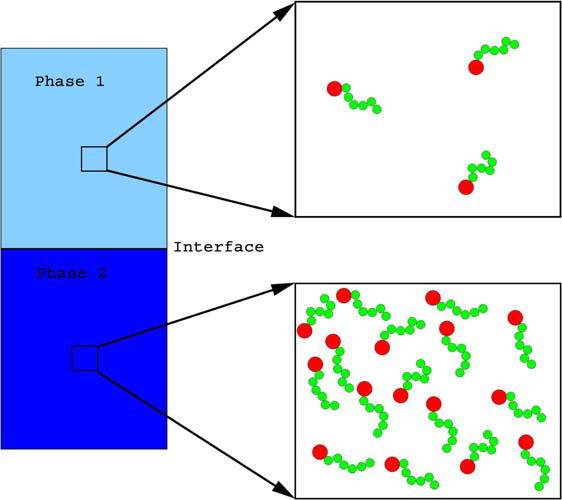 Phase 1
Interface
Phase 2